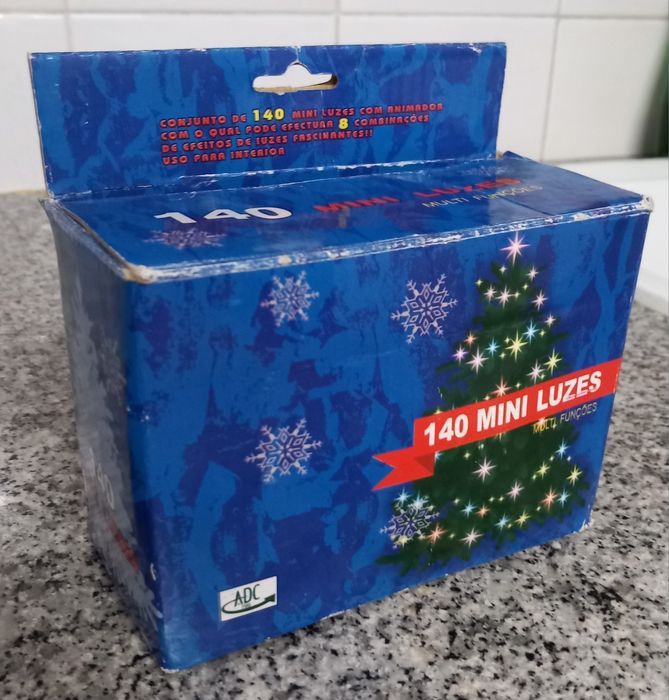 CONJUNTO DE 140 MINI LUZES COM ANIMADOR
COM O QUAL PODE EFECTUAR 8 COMBINAÇÕES
DE EFEITOS DE LUZES FASCINANTES!!
USO PARA INTERIOR
140 MINI LUZES
MULTI FUNÇÕES
140 MINI LUZES
MULTI FUNÇÕES
140
ADC